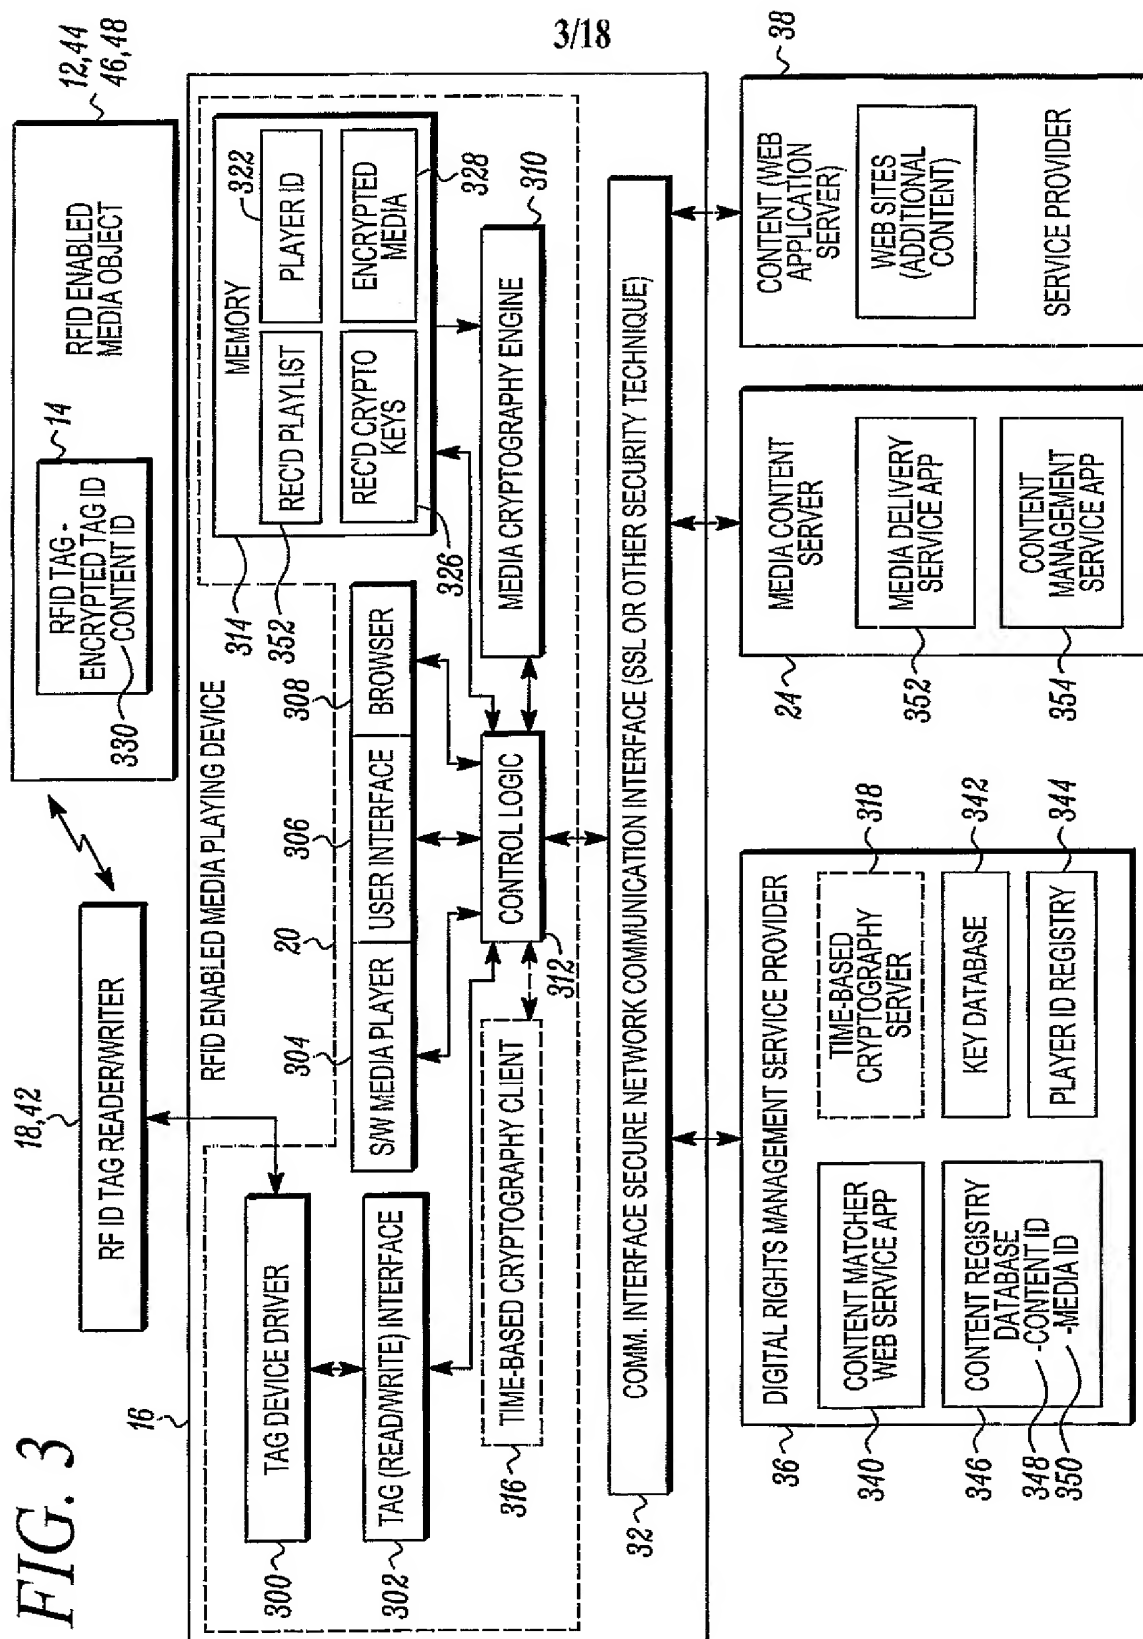 3/18
FIG. 3
12,44
46,48
RFID ENABLED
MEDIA OBJECT
14
RFID TAG -
ENCRYPTED TAG ID
CONTENT ID
330
18,42
RF ID TAG READER/WRITER
16
RFID ENABLED MEDIA PLAYING DEVICE
20
300
TAG DEVICE DRIVER
302
TAG (READ/WRITE) INTERFACE
304
306
308
S/W MEDIA PLAYER
USER INTERFACE
BROWSER
314
352
MEMORY
322
REC'D PLAYLIST
PLAYER ID
REC'D CRYPTO
KEYS
326
ENCRYPTED
MEDIA
328
316
TIME-BASED CRYPTOGRAPHY CLIENT
CONTROL LOGIC
312
MEDIA CRYPTOGRAPHY ENGINE
310
32
COMM. INTERFACE SECURE NETWORK COMMUNICATION INTERFACE (SSL OR OTHER SECURITY TECHNIQUE)
36
DIGITAL RIGHTS MANAGEMENT SERVICE PROVIDER
340
CONTENT MATCHER
WEB SERVICE APP
TIME-BASED
CRYPTOGRAPHY
SERVER
318
KEY DATABASE
342
346
CONTENT REGISTRY
DATABASE
-CONTENT ID
-MEDIA ID
348
350
PLAYER ID REGISTRY
344
24
MEDIA CONTENT
SERVER
352
MEDIA DELIVERY
SERVICE APP
354
CONTENT
MANAGEMENT
SERVICE APP
38
CONTENT (WEB
APPLICATION
SERVER)
WEB SITES
(ADDITIONAL
CONTENT)
SERVICE PROVIDER